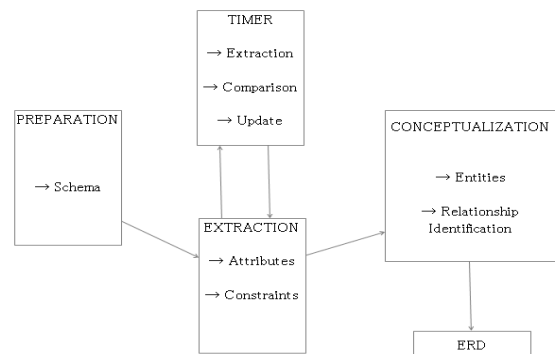 TIMER
→ Extraction
→ Comparison
→ Update
PREPARATION
→ Schema
CONCEPTUALIZATION
→ Entities
→ Relationship
Identification
EXTRACTION
→ Attributes
→ Constraints
ERD